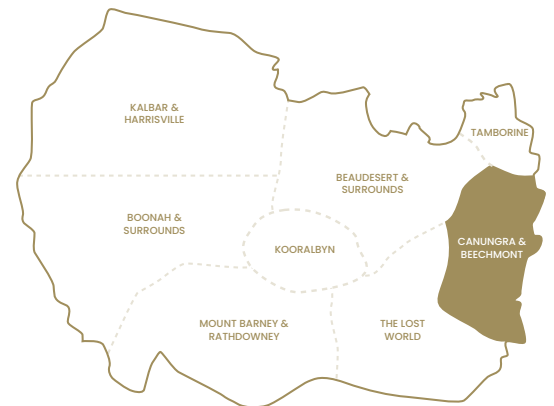 KALBAR &
HARRISVILLE
TAMBORINE
BEAUDESERT &
SURROUNDS
BOONAH &
SURROUNDS
KOORALBYN
CANUNGRA &
BEECHMONT
MOUNT BARNEY &
RATHDOWNEY
THE LOST
WORLD